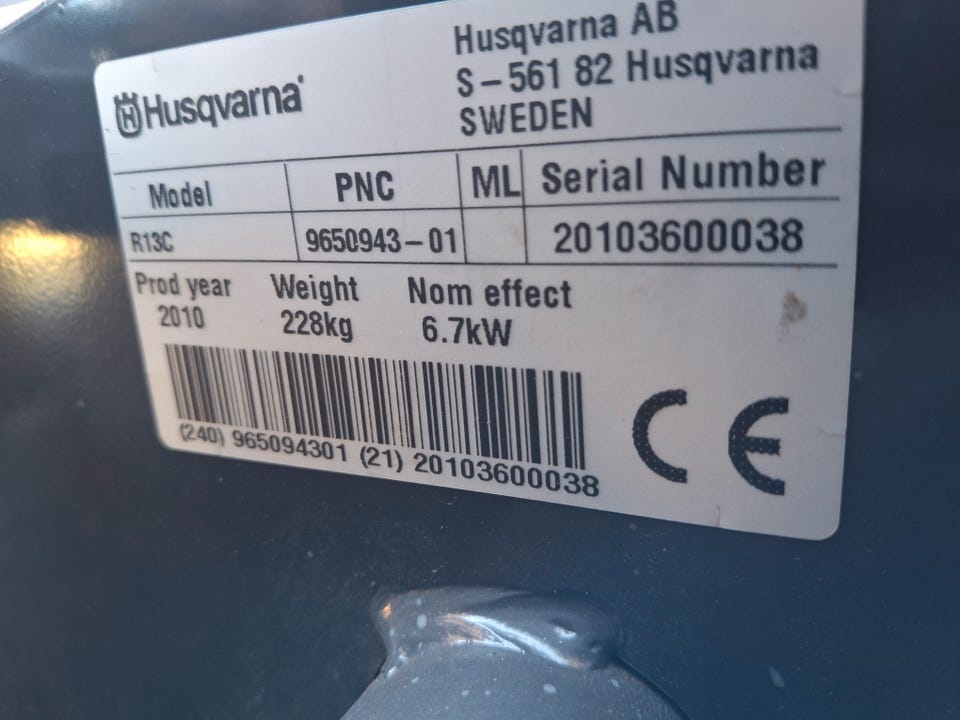 Husqvarna
Husqvarna AB
S-561 82 Husqvarna
SWEDEN
Model PNC ML Serial Number
R13C 9650943-01 20103600038
Prod year Weight Nom effect
2010 228kg 6.7kW
(240) 965094301 (21) 20103600038
CE